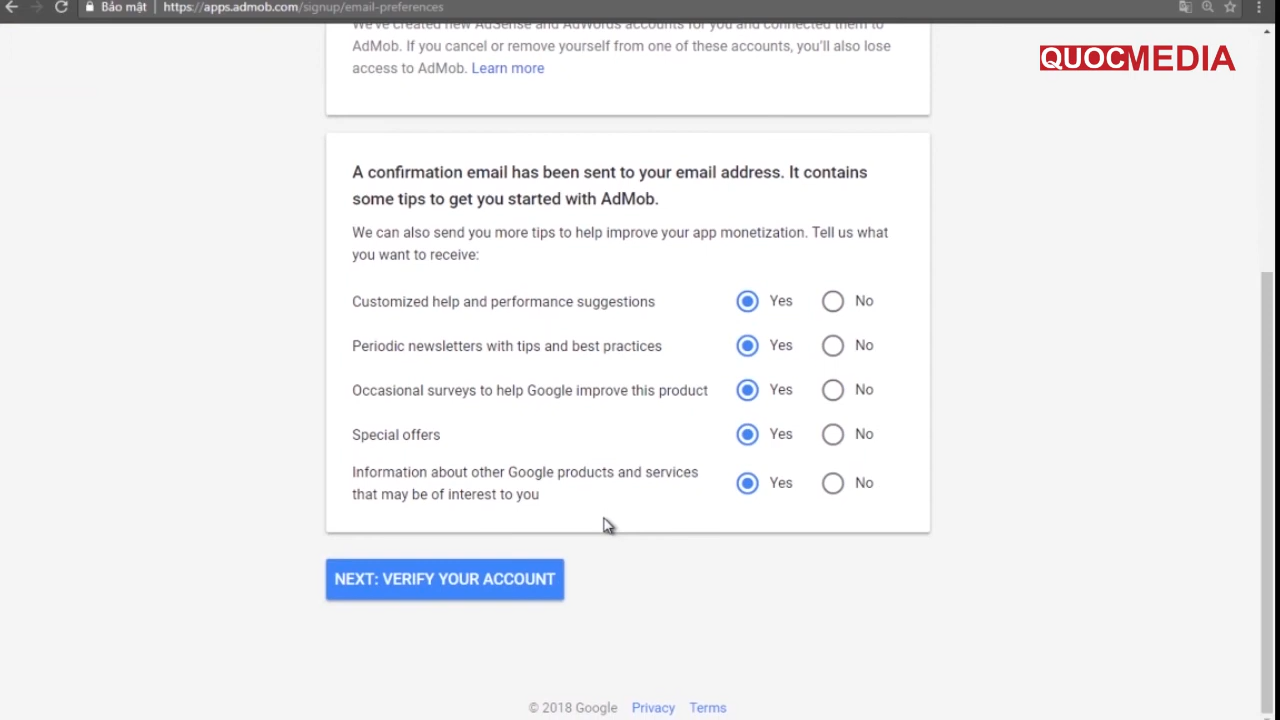 Bảo mật https://apps.admob.com/signup/email-preferences
We've created new AdSense and AdWords accounts for you and connected them to
AdMob. If you cancel or remove yourself from one of these accounts, you'll also lose
access to AdMob. Learn more
QUOCMEDIA
A confirmation email has been sent to your email address. It contains
some tips to get you started with AdMob.
We can also send you more tips to help improve your app monetization. Tell us what
you want to receive:
Customized help and performance suggestions Yes No
Periodic newsletters with tips and best practices Yes No
Occasional surveys to help Google improve this product Yes No
Special offers Yes No
Information about other Google products and services
that may be of interest to you Yes No
NEXT: VERIFY YOUR ACCOUNT
© 2018 Google Privacy Terms